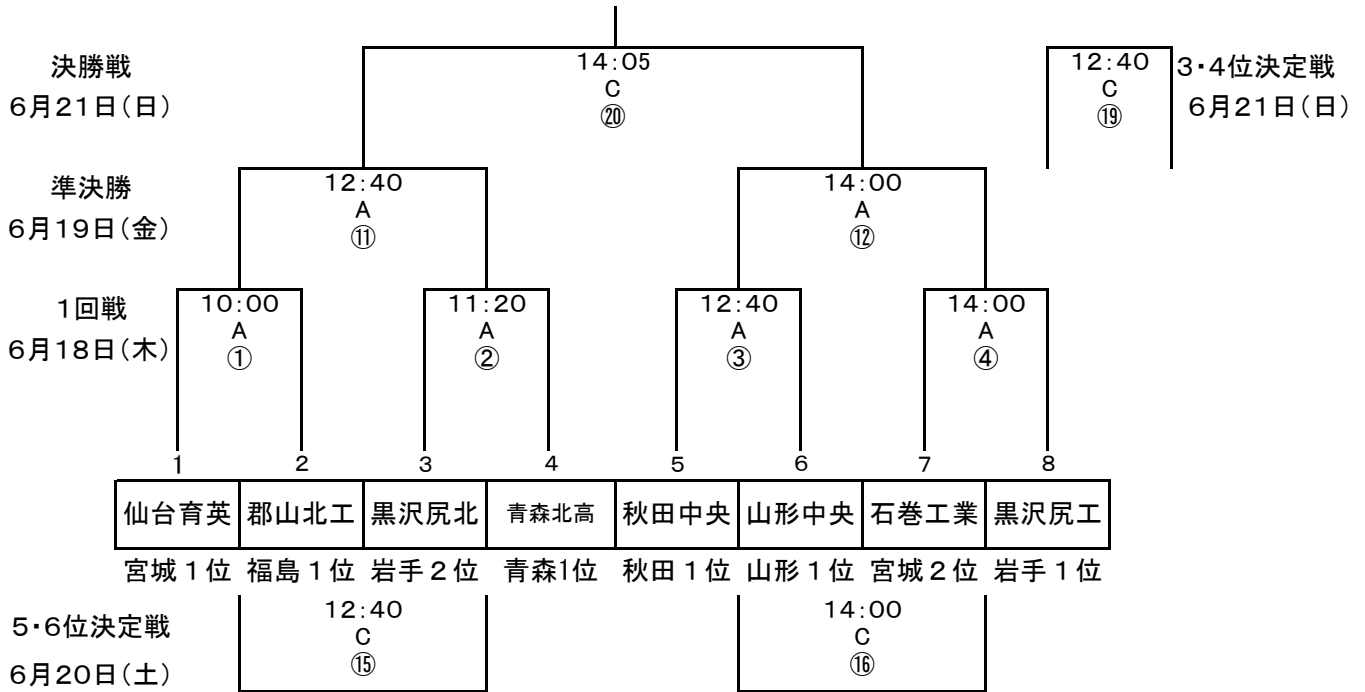 14:05
C
⑳
決勝戦
6月21日(日)
12:40
C
⑲
3・4位決定戦
6月21日(日)
準決勝
6月19日(金)
12:40
A
⑪
14:00
A
⑫
1回戦
6月18日(木)
10:00
A
①
11:20
A
②
12:40
A
③
14:00
A
④
1 2 3 4 5 6 7 8
仙台育英 郡山北工 黒沢尻北 青森北高 秋田中央 山形中央 石巻工業 黒沢尻工
宮城1位 福島1位 岩手2位 青森1位 秋田1位 山形1位 宮城2位 岩手1位
5・6位決定戦
6月20日(土)
12:40
C
⑮
14:00
C
⑯